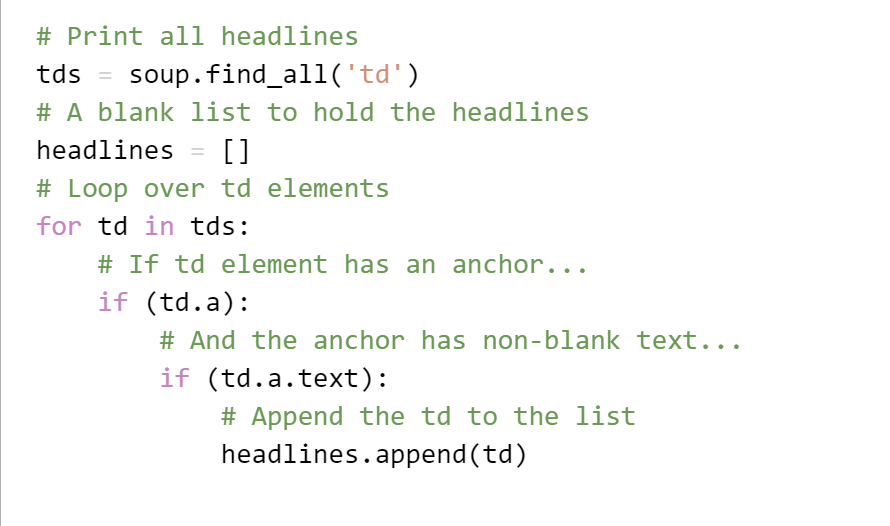 # Print all headlines
tds = soup.find_all('td')
# A blank list to hold the headlines
headlines = []
# Loop over td elements
for td in tds:
    # If td element has an anchor...
    if (td.a):
        # And the anchor has non-blank text...
        if (td.a.text):
            # Append the td to the list
            headlines.append(td)